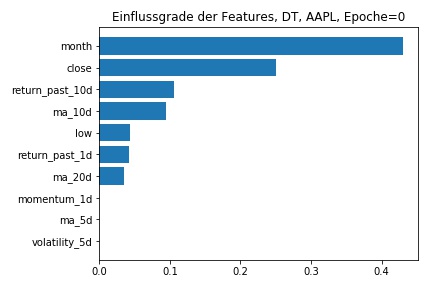 Einflussgrade der Features, DT, AAPL, Epoche=0
month
close
return_past_10d
ma_10d
low
return_past_1d
ma_20d
momentum_1d
ma_5d
volatility_5d
0.0 0.1 0.2 0.3 0.4